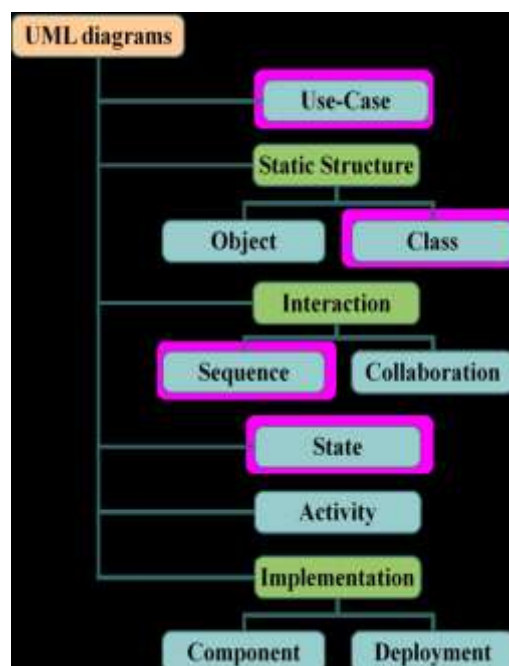 UML diagrams
Use-Case
Static Structure
Object Class
Interaction
Sequence Collaboration
State
Activity
Implementation
Component Deployment